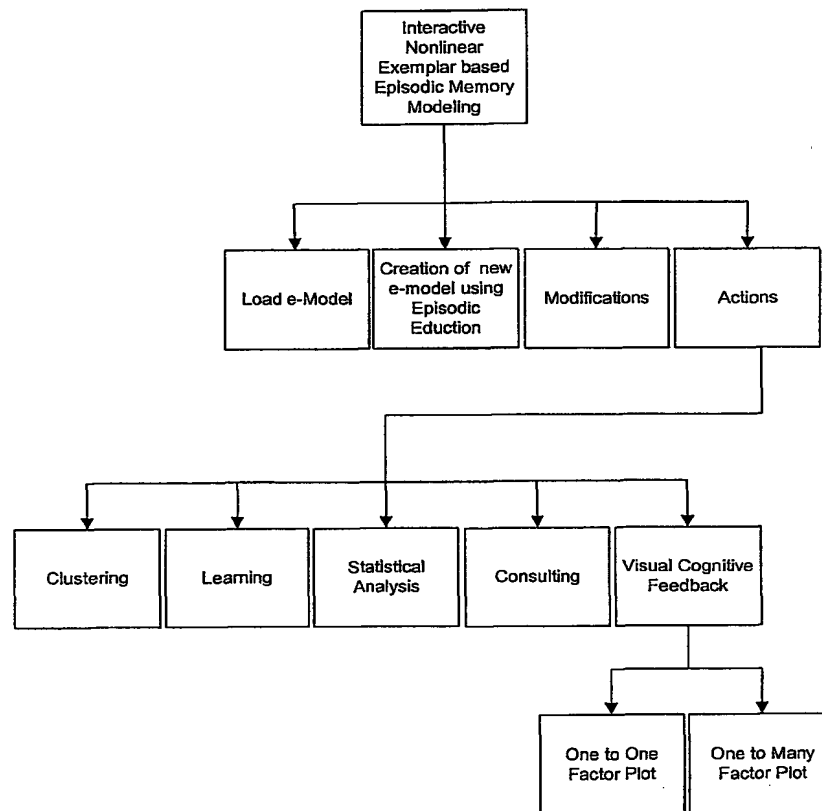 Interactive
Nonlinear
Exemplar based
Episodic Memory
Modeling
Load e-Model
Creation of new
e-model using
Episodic
Eduction
Modifications
Actions
Clustering
Learning
Statistical
Analysis
Consulting
Visual Cognitive
Feedback
One to One
Factor Plot
One to Many
Factor Plot